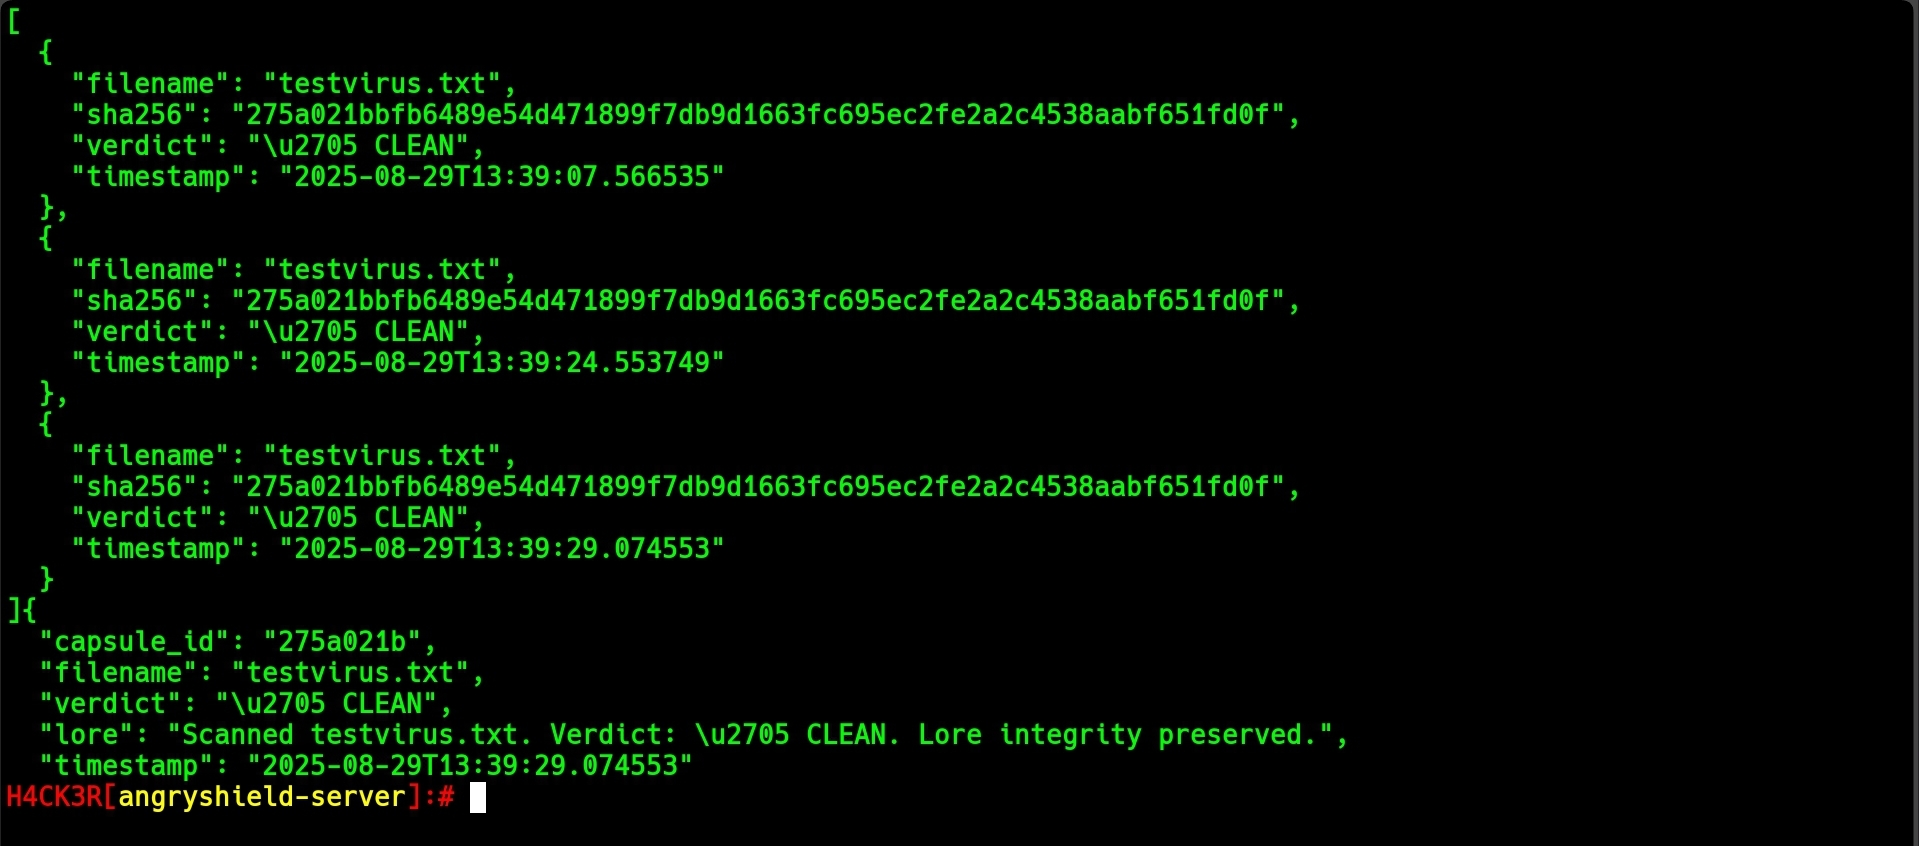 [
  {
    "filename": "testvirus.txt",
    "sha256": "275a021bbfb6489e54d471899f7db9d1663fc695ec2fe2a2c4538aabf651fd0f",
    "verdict": "\u2705 CLEAN",
    "timestamp": "2025-08-29T13:39:07.566535"
  },
  {
    "filename": "testvirus.txt",
    "sha256": "275a021bbfb6489e54d471899f7db9d1663fc695ec2fe2a2c4538aabf651fd0f",
    "verdict": "\u2705 CLEAN",
    "timestamp": "2025-08-29T13:39:24.553749"
  },
  {
    "filename": "testvirus.txt",
    "sha256": "275a021bbfb6489e54d471899f7db9d1663fc695ec2fe2a2c4538aabf651fd0f",
    "verdict": "\u2705 CLEAN",
    "timestamp": "2025-08-29T13:39:29.074553"
  }
]{
  "capsule_id": "275a021b",
  "filename": "testvirus.txt",
  "verdict": "\u2705 CLEAN",
  "lore": "Scanned testvirus.txt. Verdict: \u2705 CLEAN. Lore integrity preserved.",
  "timestamp": "2025-08-29T13:39:29.074553"
H4CK3R[angryshield-server]:#